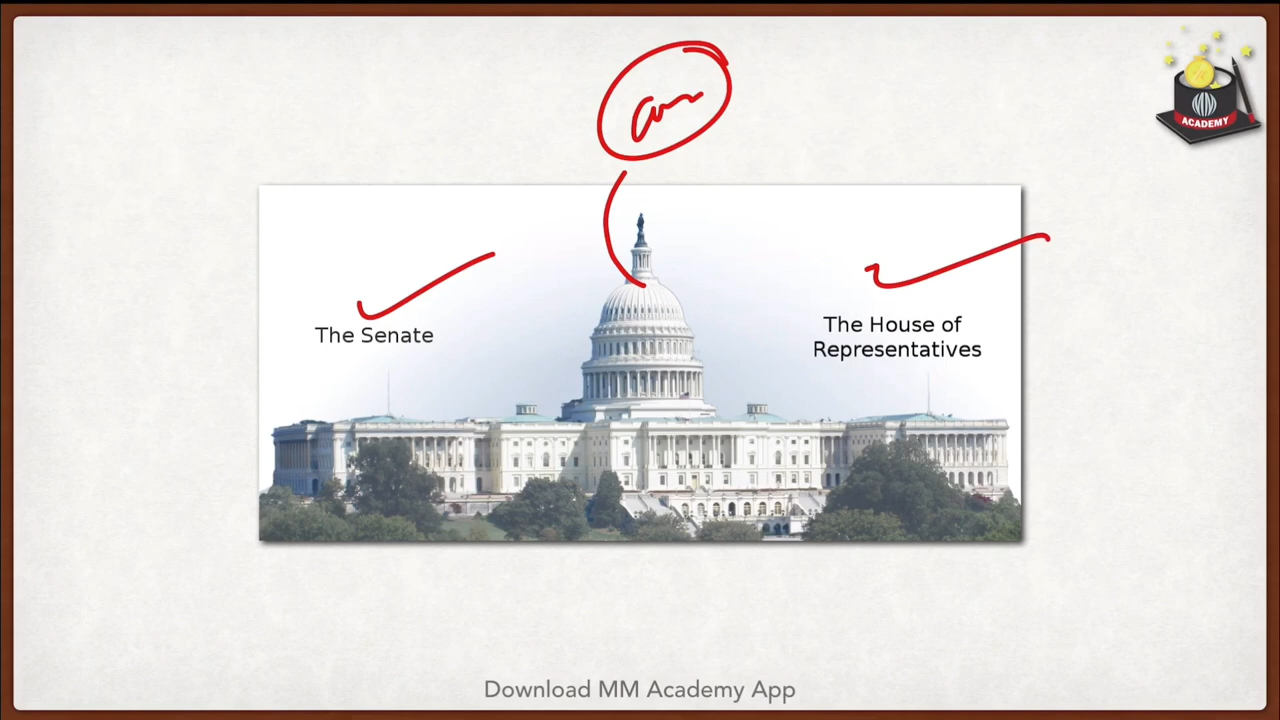 ACADEMY
The Senate
The House of
Representatives
Download MM Academy App